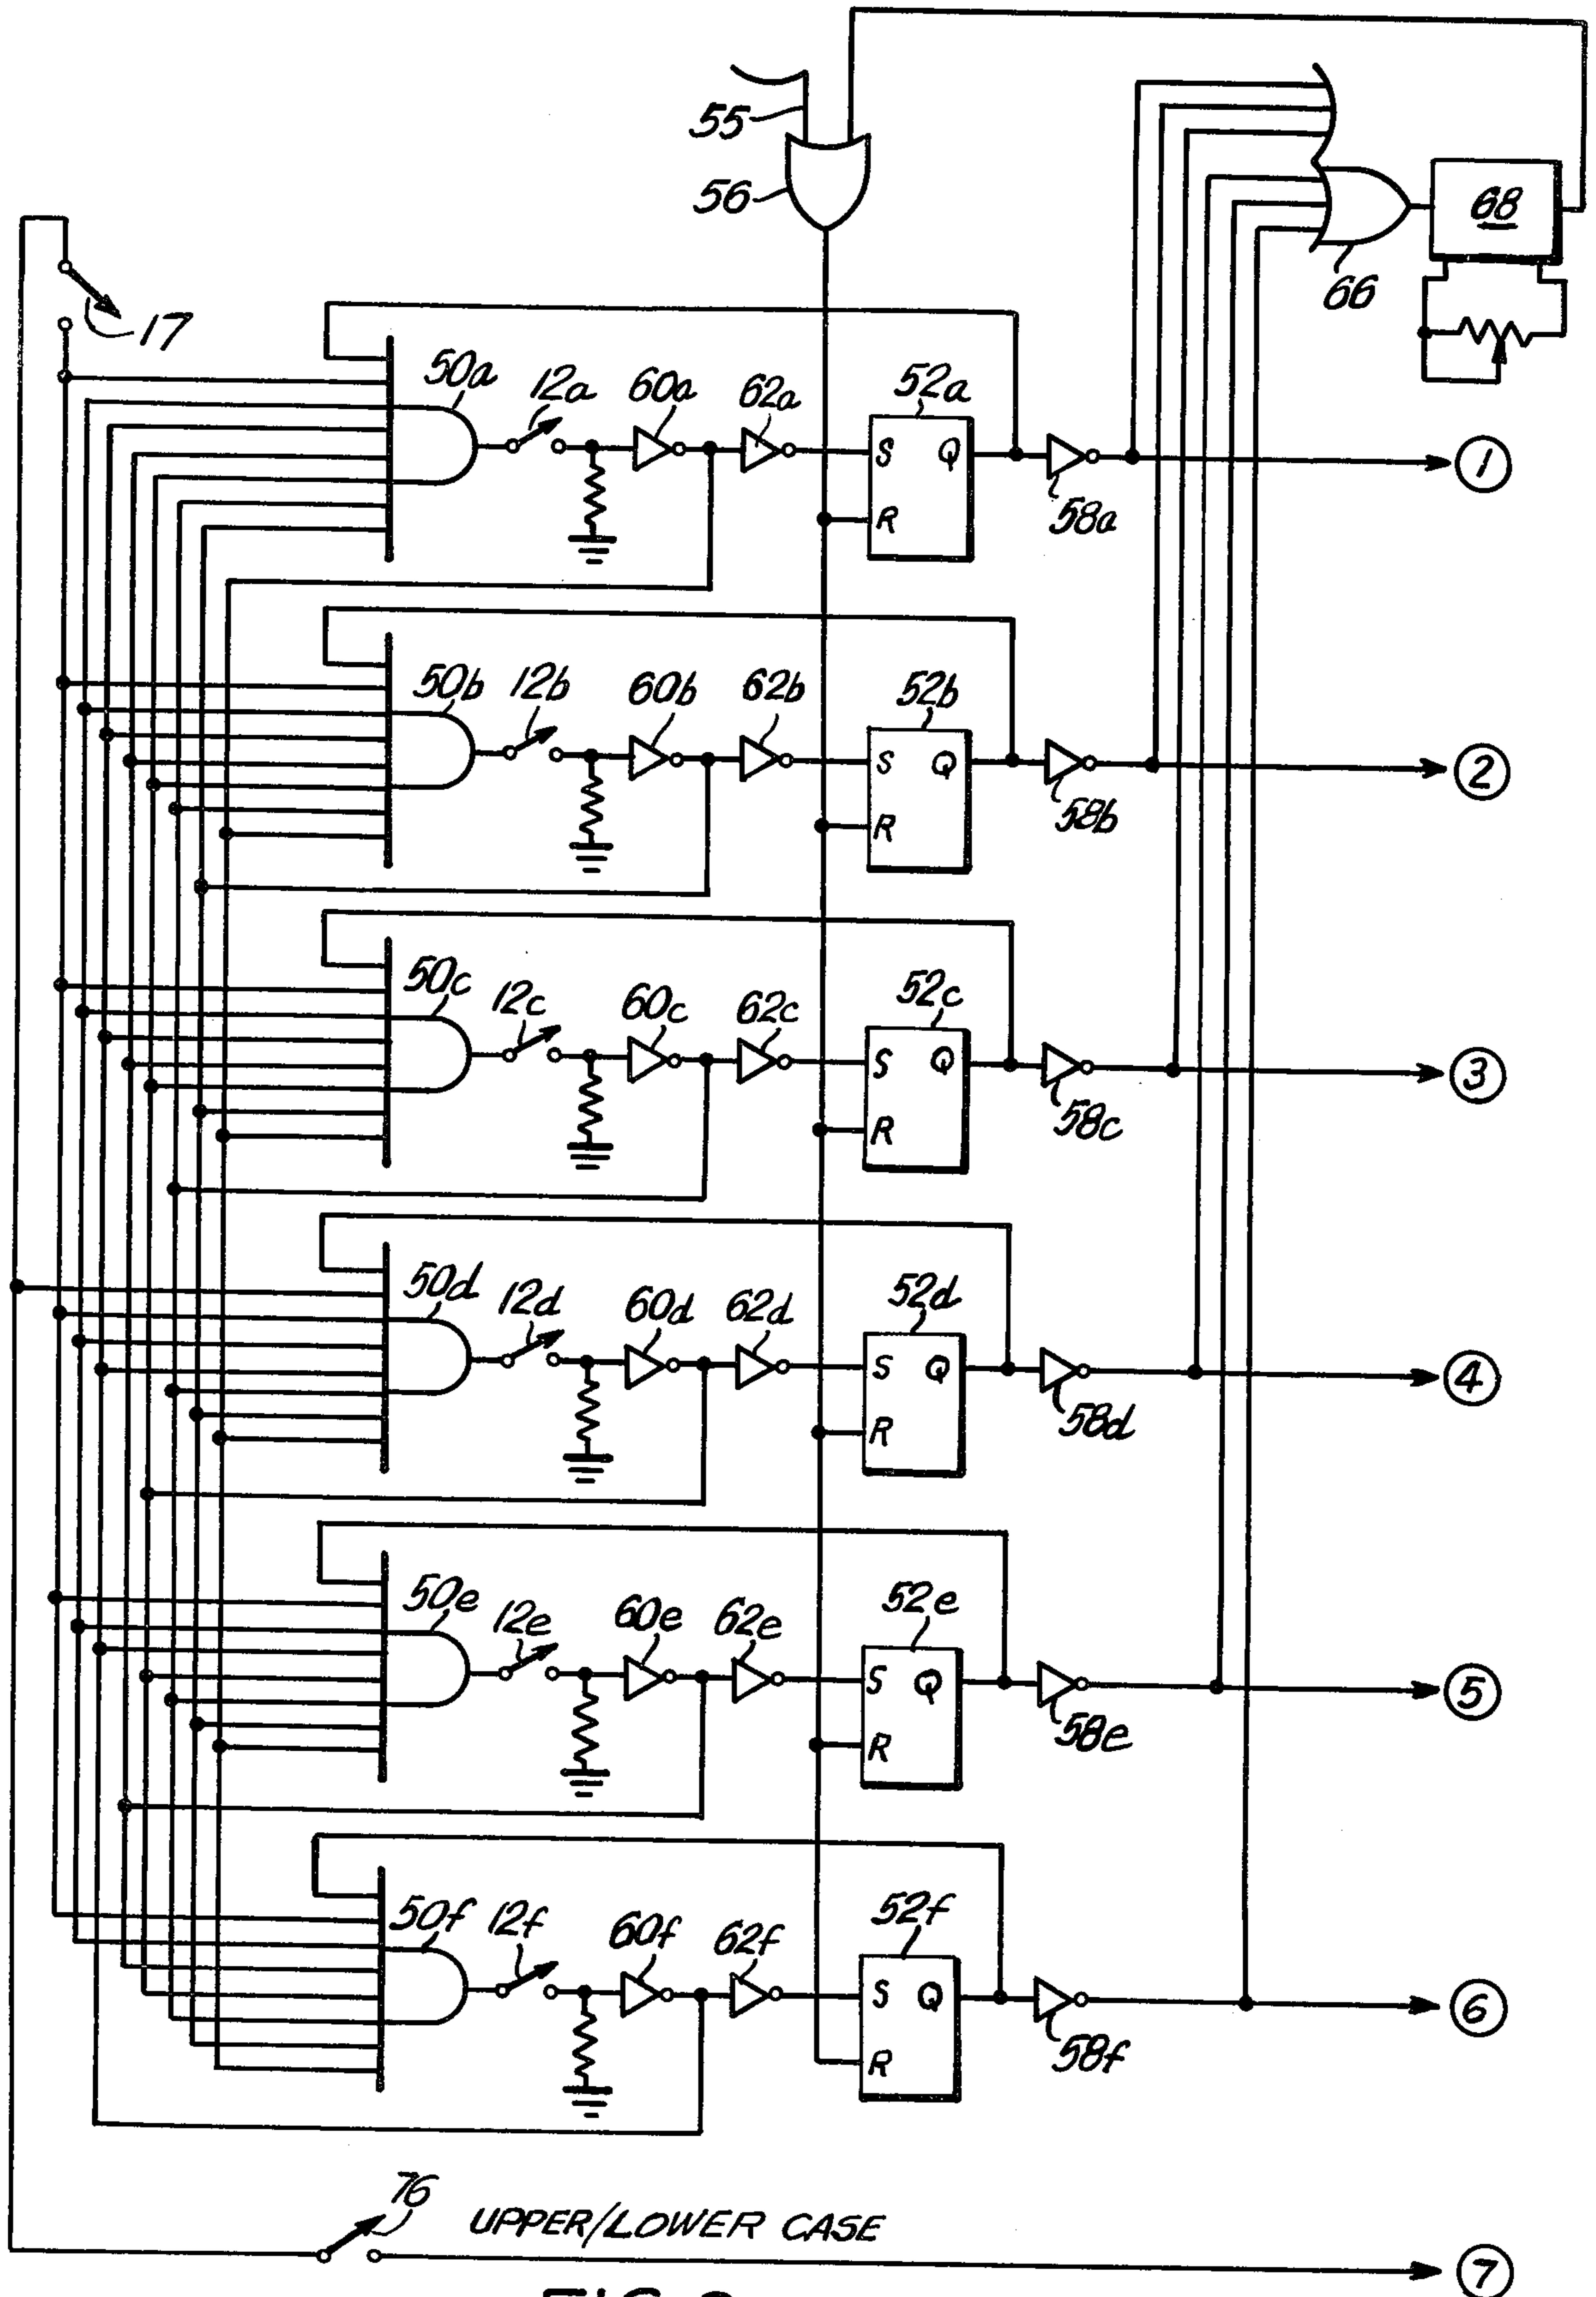 55
56
68
66
17
50a 12a 60a 62a 52a
S Q
R
58a
1
50b 12b 60b 62b 52b
S Q
R
58b
2
50c 12c 60c 62c 52c
S Q
R
58c
3
50d 12d 60d 62d 52d
S Q
R
58d
4
50e 12e 60e 62e 52e
S Q
R
58e
5
50f 12f 60f 62f 52f
S Q
R
58f
6
76
UPPER/LOWER CASE
7